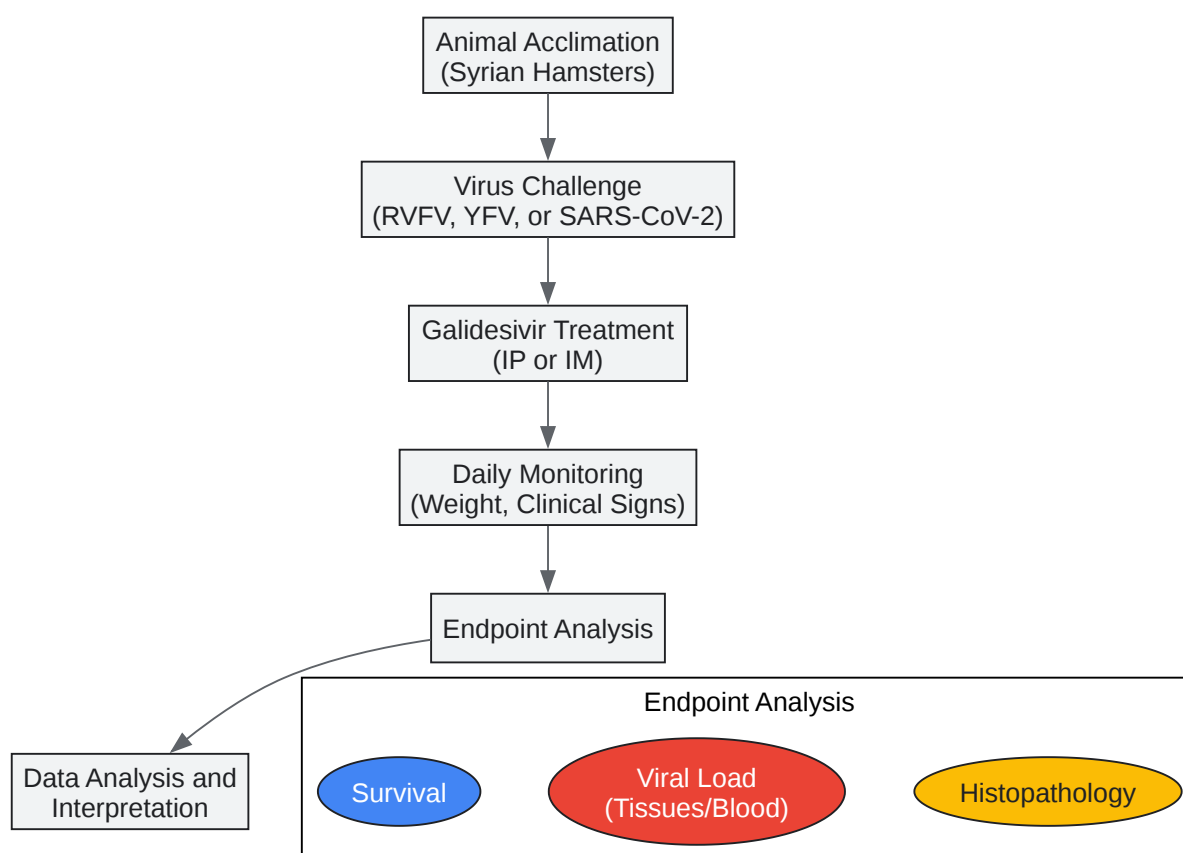 Animal Acclimation
(Syrian Hamsters)
Virus Challenge
(RVFV, YFV, or SARS-CoV-2)
Galidesivir Treatment
(IP or IM)
Daily Monitoring
(Weight, Clinical Signs)
Endpoint Analysis
Endpoint Analysis
Data Analysis and
Interpretation
Survival
Viral Load
(Tissues/Blood)
Histopathology